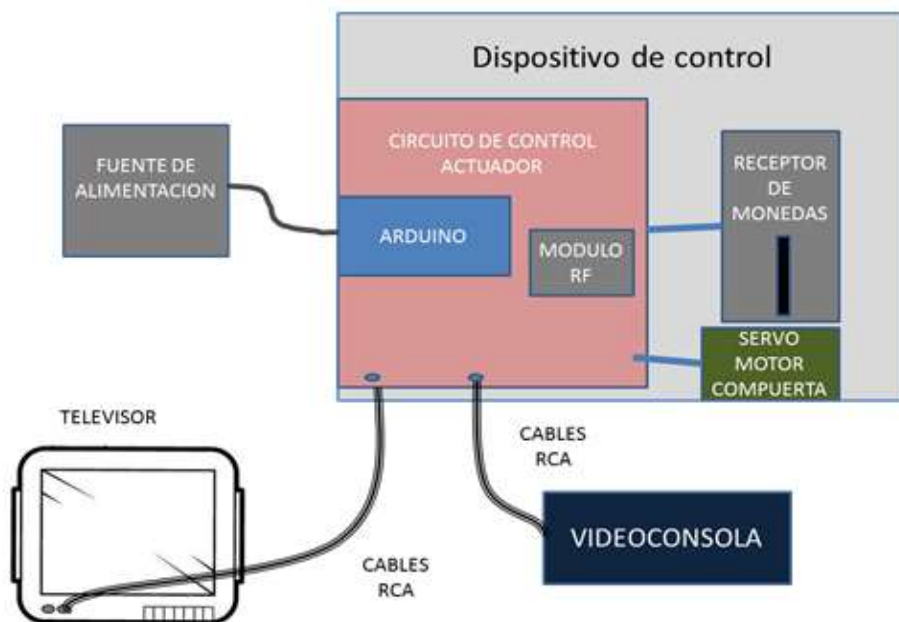 Dispositivo de control
CIRCUITO DE CONTROL
ACTUADOR
FUENTE DE
ALIMENTACION
ARDUINO
MODULO
RF
RECEPTOR
DE
MONEDAS
SERVO
MOTOR
COMPUERTA
TELEVISOR
CABLES
RCA
VIDEOCONSOLA
CABLES
RCA